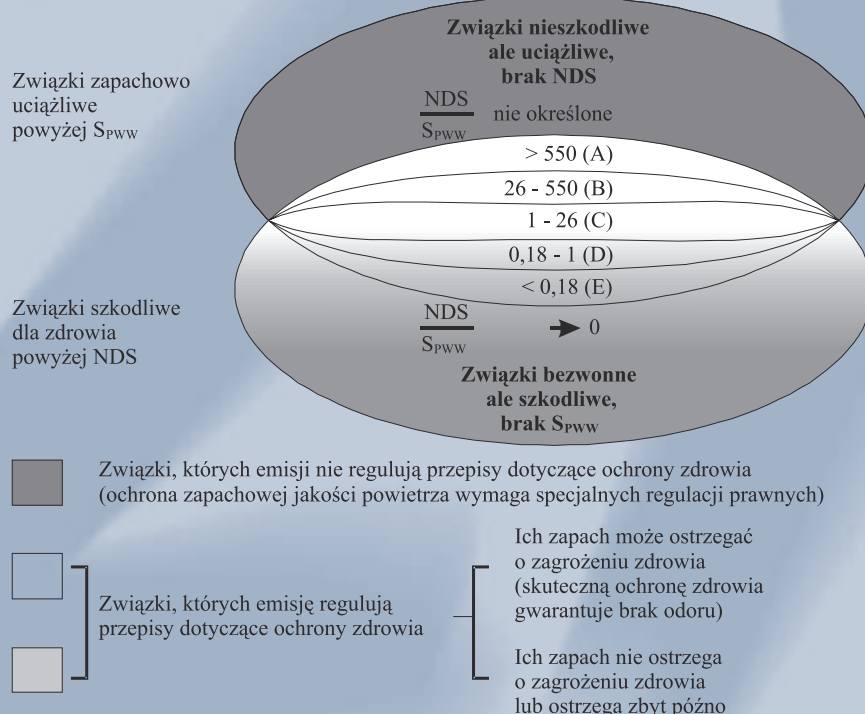 Związki nieszkodliwe
ale uciążliwe,
brak NDS
Związki zapachowo
uciążliwe
powyżej SPWW
NDS
SPWW
nie określone
> 550 (A)
26 - 550 (B)
1 - 26 (C)
0,18 - 1 (D)
< 0,18 (E)
Związki szkodliwe
dla zdrowia
powyżej NDS
NDS
SPWW
0
Związki bezwonne
ale szkodliwe,
brak SPWW
Związki, których emisji nie regulują przepisy dotyczące ochrony zdrowia
(ochrona zapachowej jakości powietrza wymaga specjalnych regulacji prawnych)
Związki, których emisję regulują
przepisy dotyczące ochrony zdrowia
Ich zapach może ostrzegać
o zagrożeniu zdrowia
(skuteczną ochronę zdrowia
gwarantuje brak odoru)
Ich zapach nie ostrzega
o zagrożeniu zdrowia
lub ostrzega zbyt późno